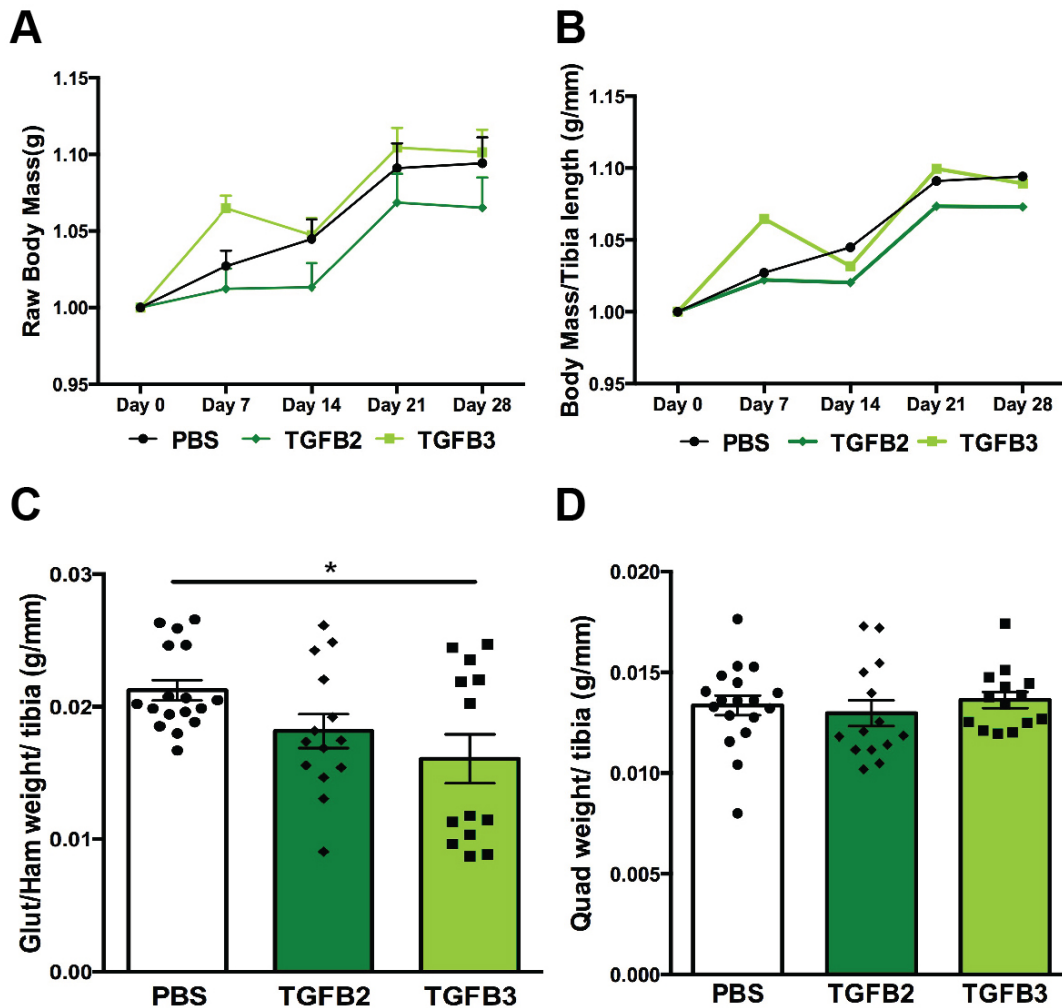 A
Raw Body Mass(g)
1.15
1.10
1.05
1.00
0.95
Day 0 Day 7 Day 14 Day 21 Day 28
PBS TGFB2 TGFB3
B
Body Mass/Tibia length (g/mm)
1.15
1.10
1.05
1.00
0.95
Day 0 Day 7 Day 14 Day 21 Day 28
PBS TGFB2 TGFB3
C
Glut/Ham weight/ tibia (g/mm)
0.03
0.02
0.01
0.00
*
PBS TGFB2 TGFB3
D
Quad weight/ tibia (g/mm)
0.020
0.015
0.010
0.005
0.000
PBS TGFB2 TGFB3